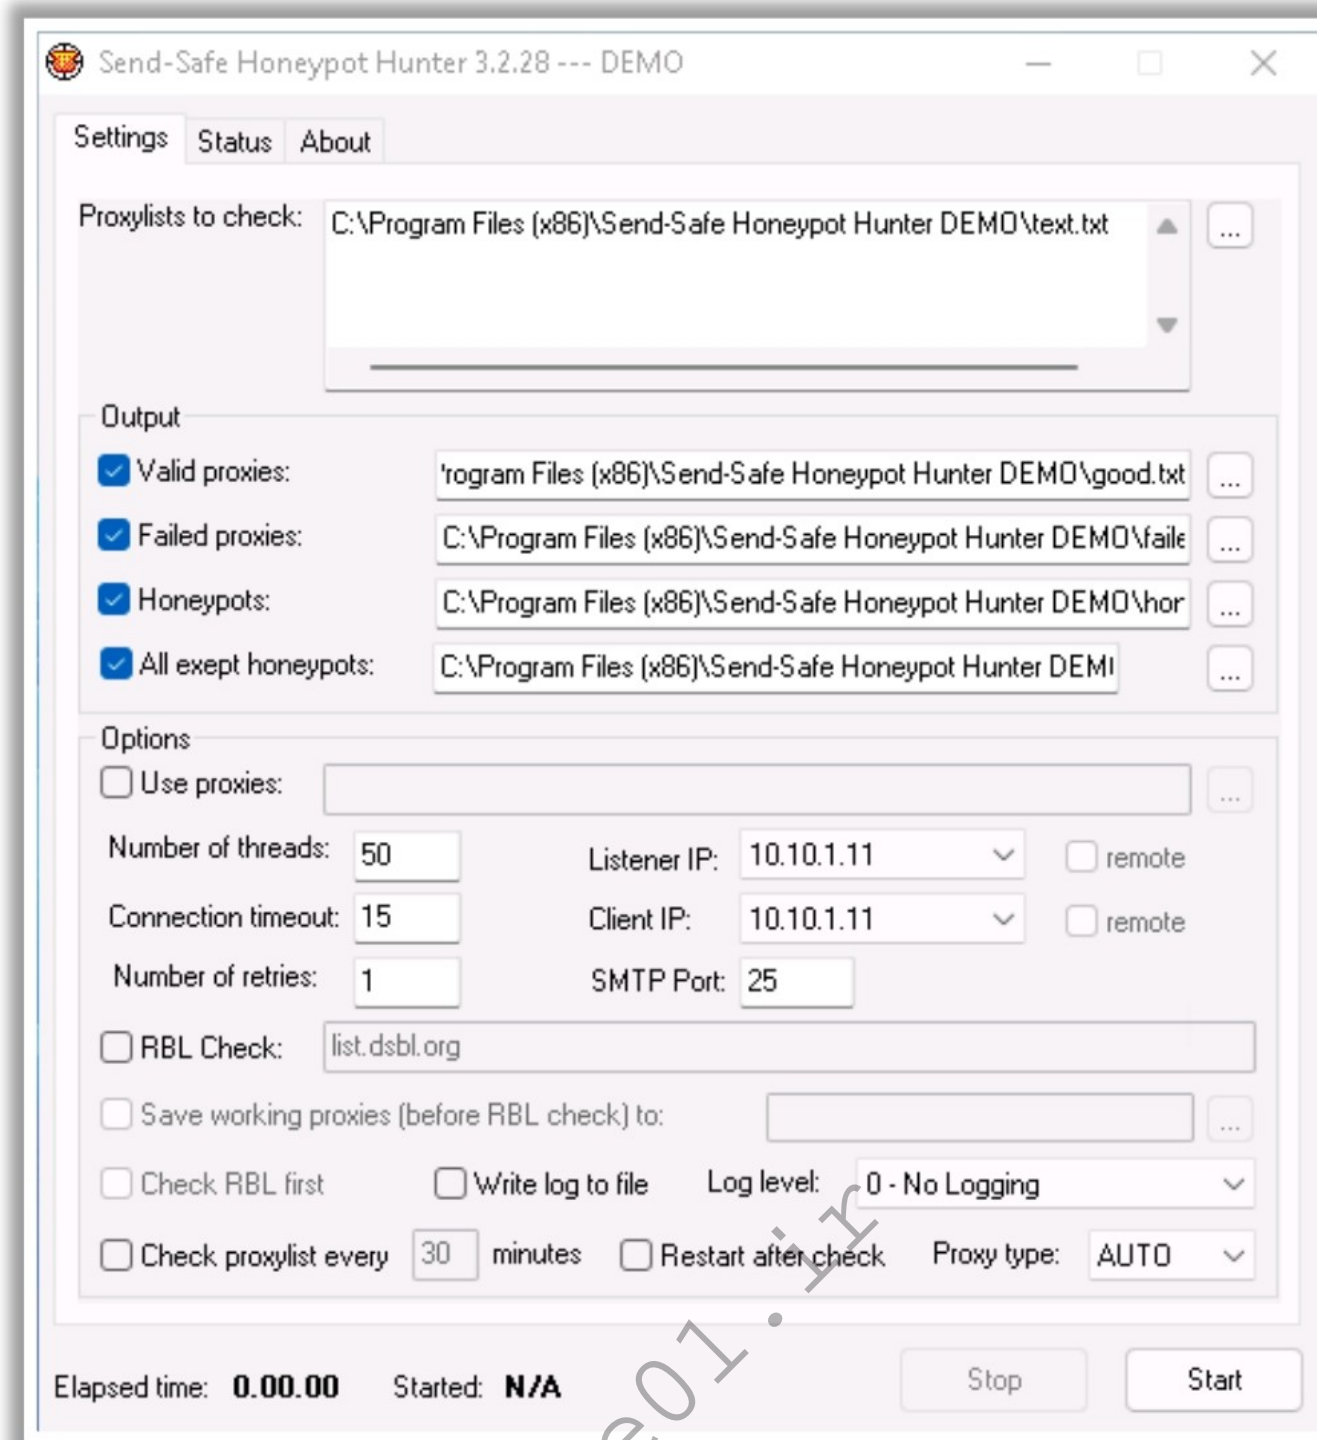 Send-Safe Honeypot Hunter 3.2.28 --- DEMO
Settings Status About
Proxylists to check: C:\Program Files (x86)\Send-Safe Honeypot Hunter DEMO\text.txt ...
Output
Valid proxies: 'rogram Files (x86)\Send-Safe Honeypot Hunter DEMO\good.txt ...
Failed proxies: C:\Program Files (x86)\Send-Safe Honeypot Hunter DEMO\faile ...
Honeypots: C:\Program Files (x86)\Send-Safe Honeypot Hunter DEMO\hor ...
All exept honeypots: C:\Program Files (x86)\Send-Safe Honeypot Hunter DEM( ...
Options
Use proxies: ...
Number of threads: 50 Listener IP: 10.10.1.11 remote
Connection timeout: 15 Client IP: 10.10.1.11 remote
Number of retries: 1 SMTP Port: 25
RBL Check: list.dsbl.org
Save working proxies (before RBL check) to: ...
Check RBL first Write log to file Log level: 0 - No Logging
Check proxylist every 30 minutes Restart after check Proxy type: AUTO
Elapsed time: 0.00.00 Started: N/A Stop Start
e01.ir